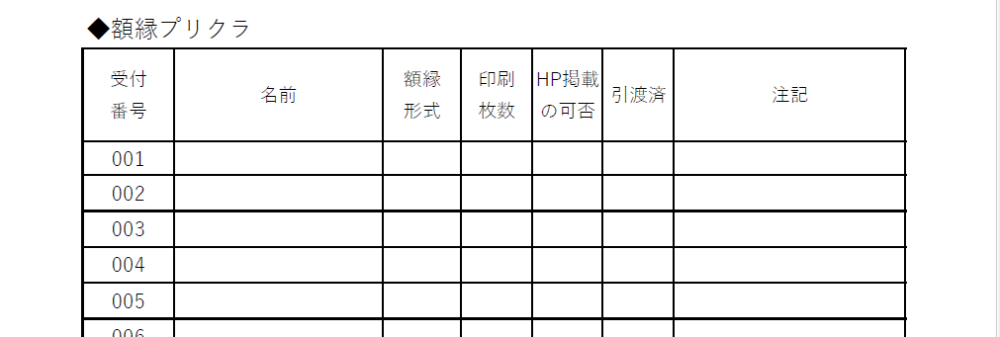 ◆額縁プリクラ
受付
番号
名前
額縁
形式
印刷
枚数
HP掲載
の可否
引渡済
注記
001
002
003
004
005
006